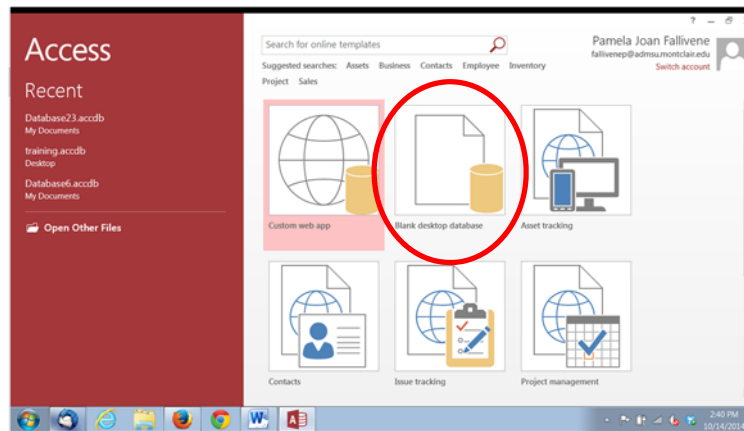 Access
Recent
Database23.accdb
My Documents
training.accdb
Desktop
Database6.accdb
My Documents
Open Other Files
Search for online templates
Suggested searches: Assets Business Contacts Employee Inventory
Project Sales
Pamela Joan Fallivene
fallivenep@admsu.montclair.edu
Switch account
Custom web app
Blank desktop database
Asset tracking
Contacts
Issue tracking
Project management
2:40 PM
10/14/2014